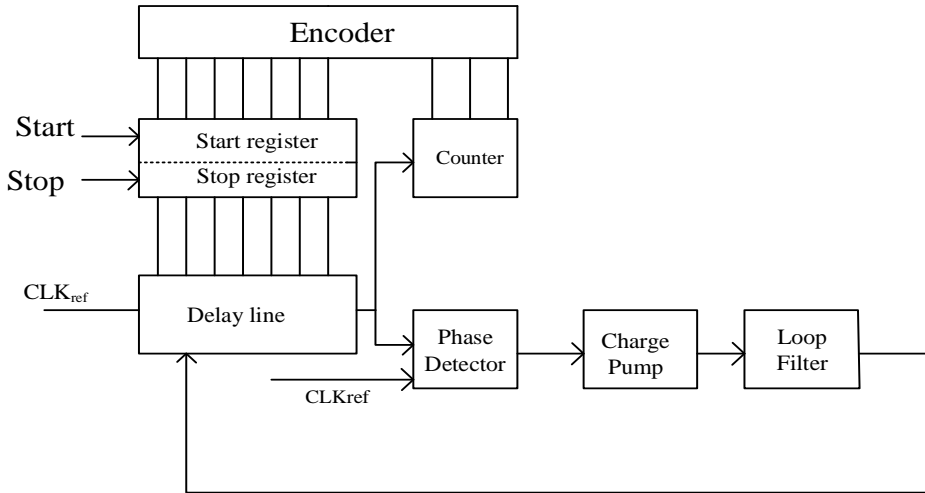 Encoder
Start
Start register
Counter
Stop
Stop register
CLKref
Delay line
Phase
Detector
Charge
Pump
Loop
Filter
CLKref